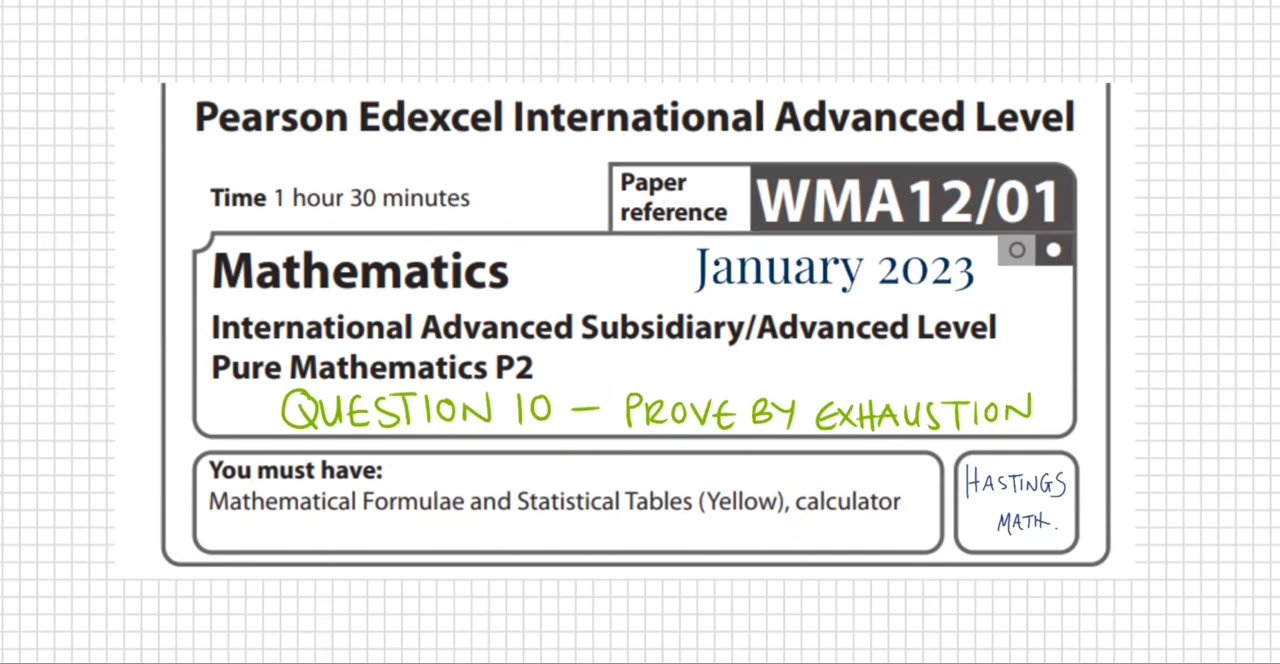 Pearson Edexcel International Advanced Level
Time 1 hour 30 minutes
Paper
reference
WMA12/01
Mathematics
January 2023
International Advanced Subsidiary/Advanced Level
Pure Mathematics P2
QUESTION 10 – PROVE BY EXHAUSTION
You must have:
Mathematical Formulae and Statistical Tables (Yellow), calculator
HASTINGS
MATH.